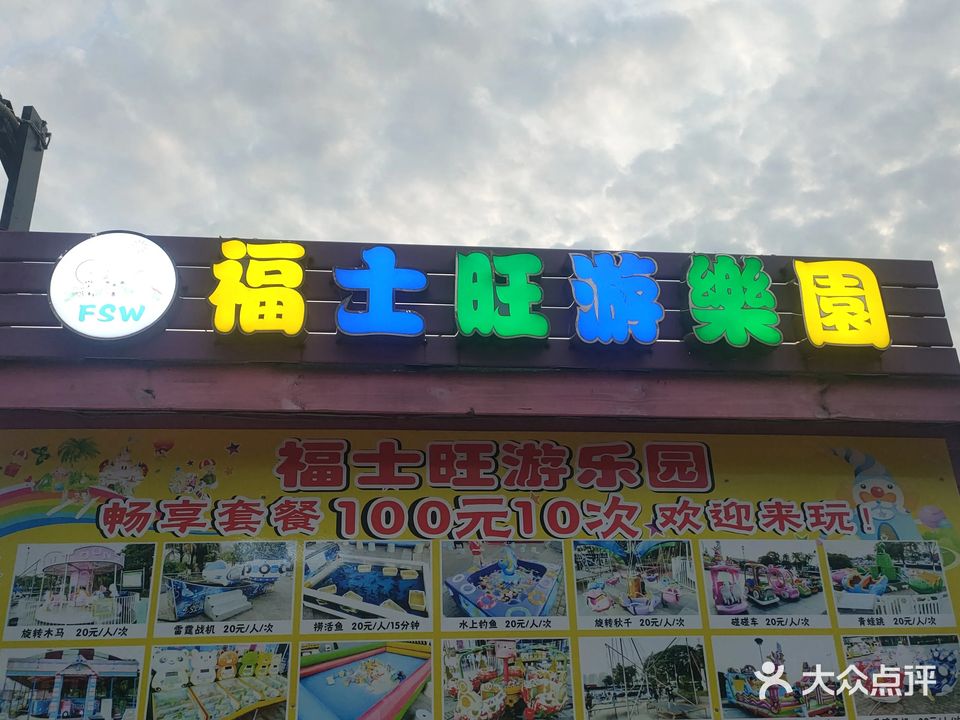 FSW
福士旺游樂園
福士旺游乐园
畅享套餐100元10次,欢迎来玩!
旋转木马 20元/人/次
雷霆战机 20元/人/次
捞活鱼 20元/人/15分钟
水上钓鱼 20元/人/次
旋转秋千 20元/人/次
碰碰车 20元/人/次
青蛙跳 20元/人/次
大众点评